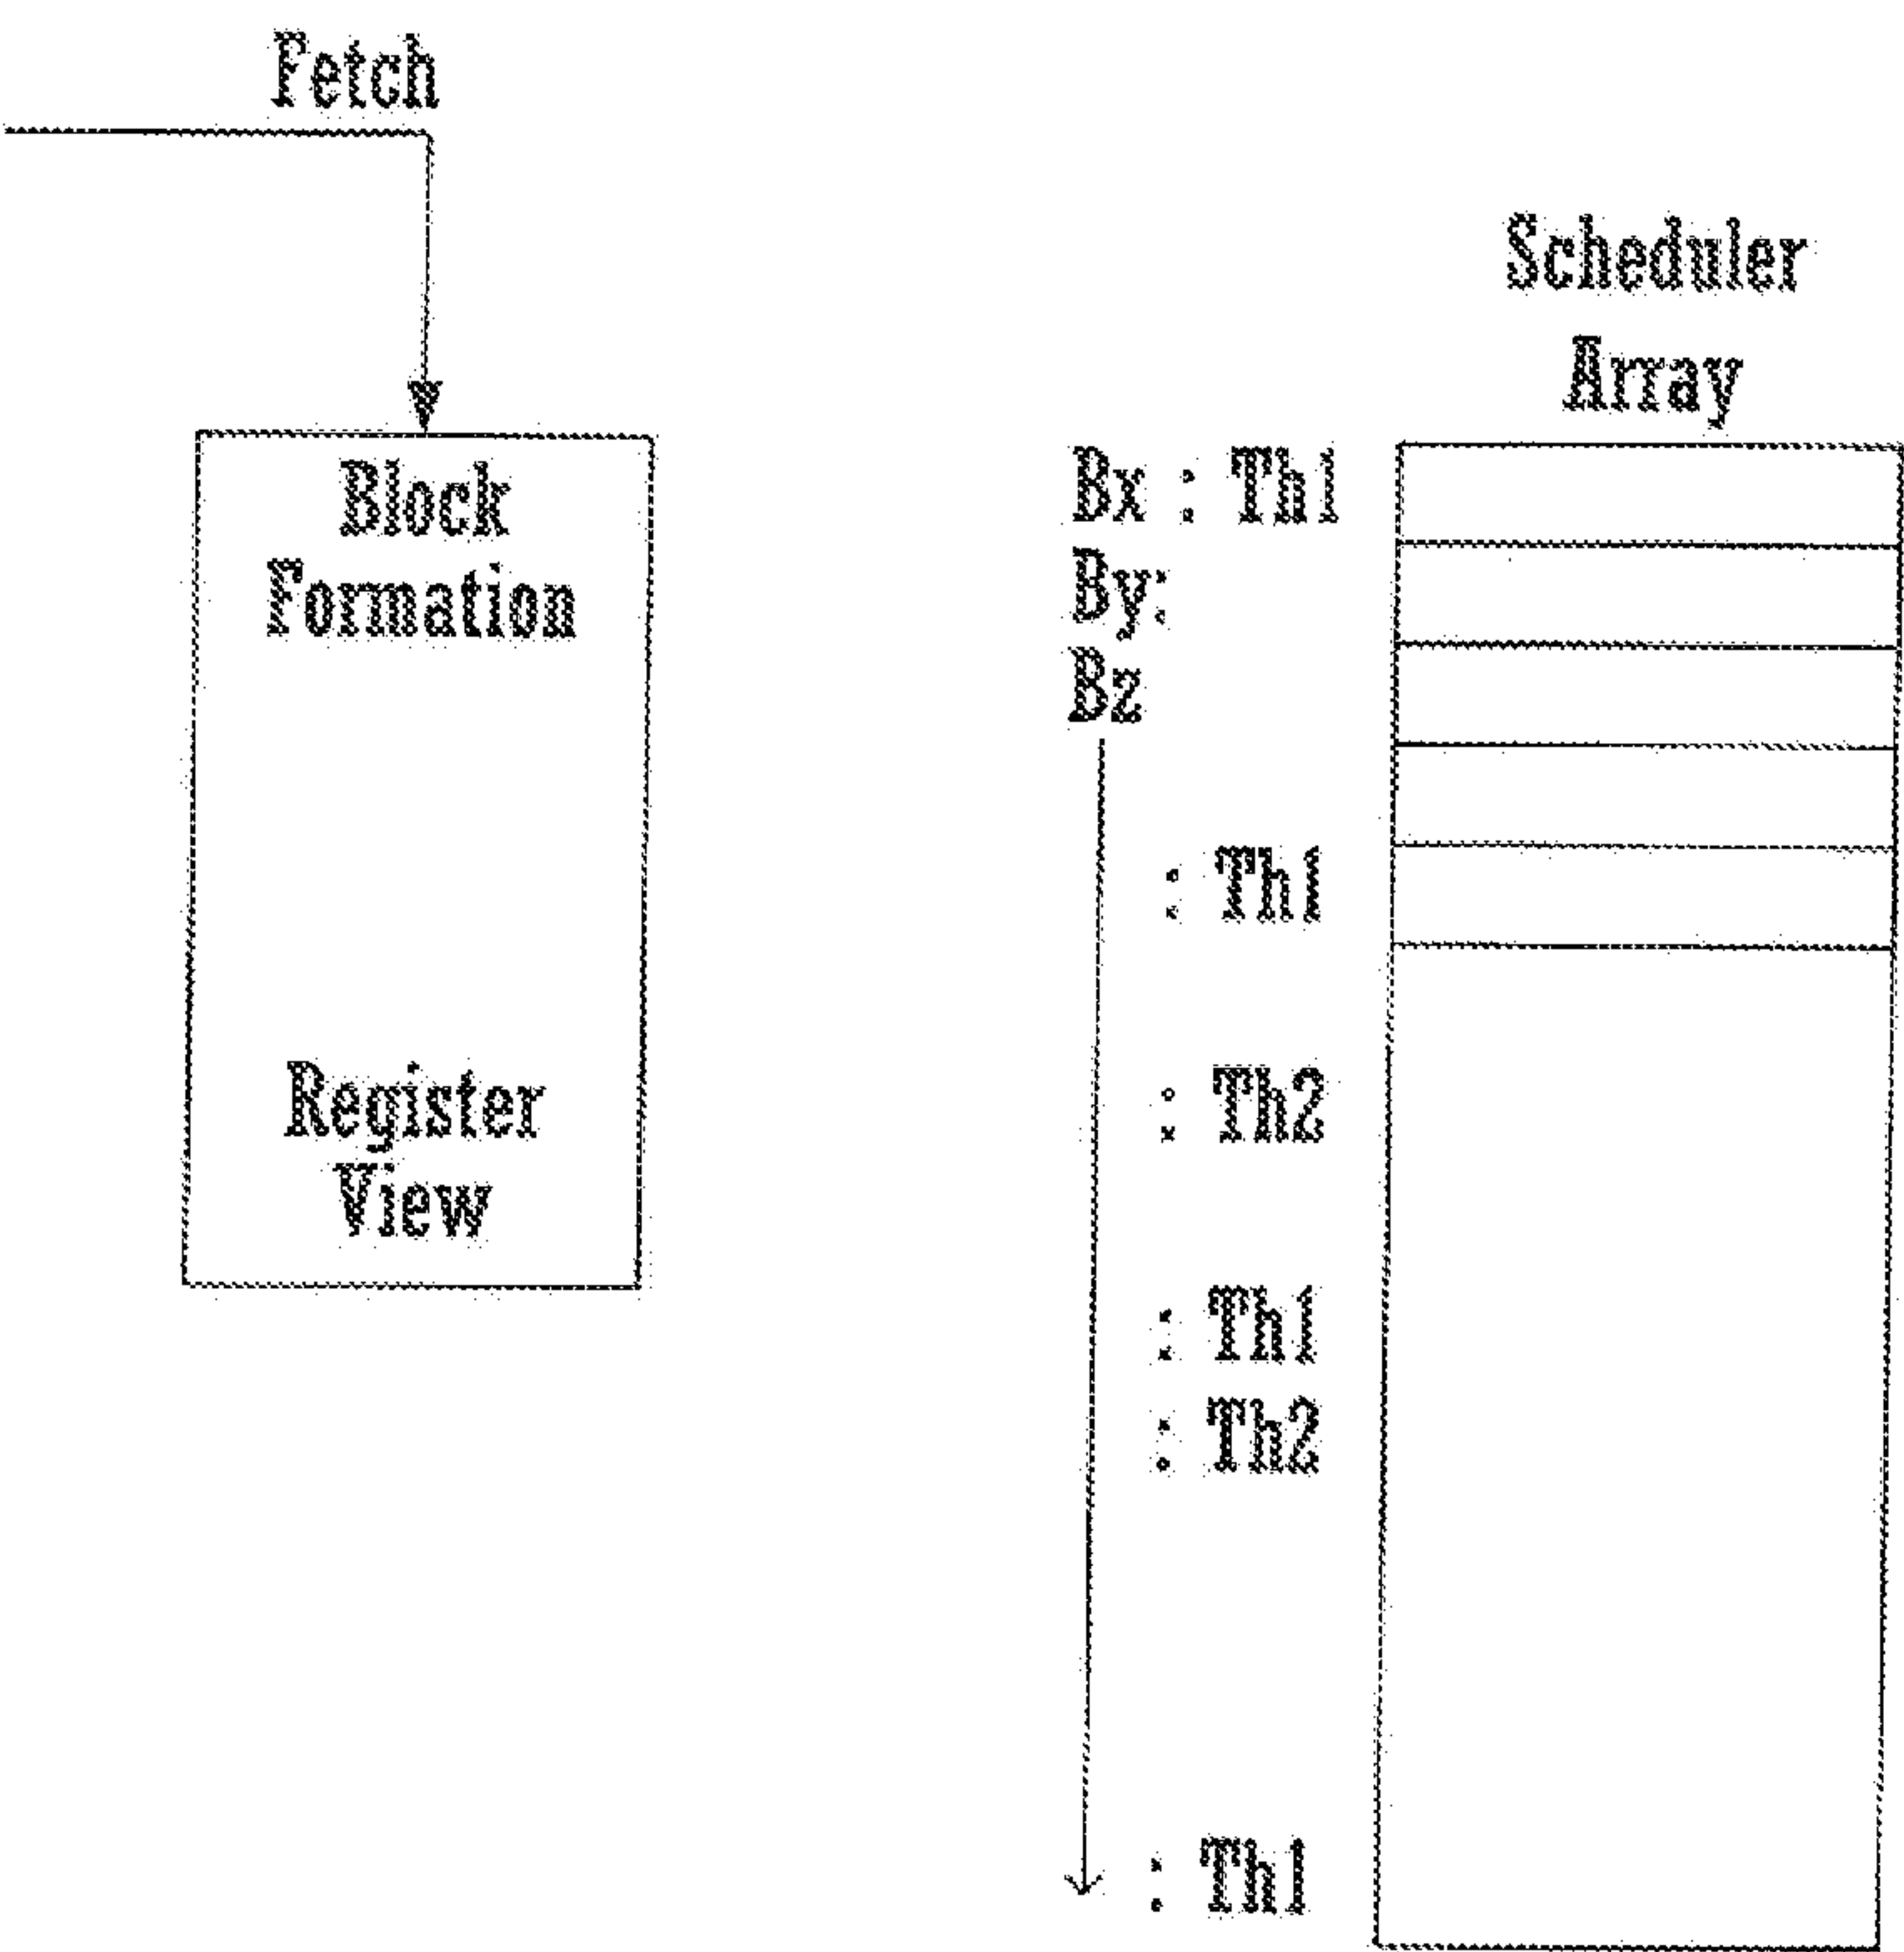 Fetch
Block
Formation
Register
View
Scheduler
Array
Bx : Th1
By:
Bz
: Th1
: Th2
: Th1
: Th2
: Th1